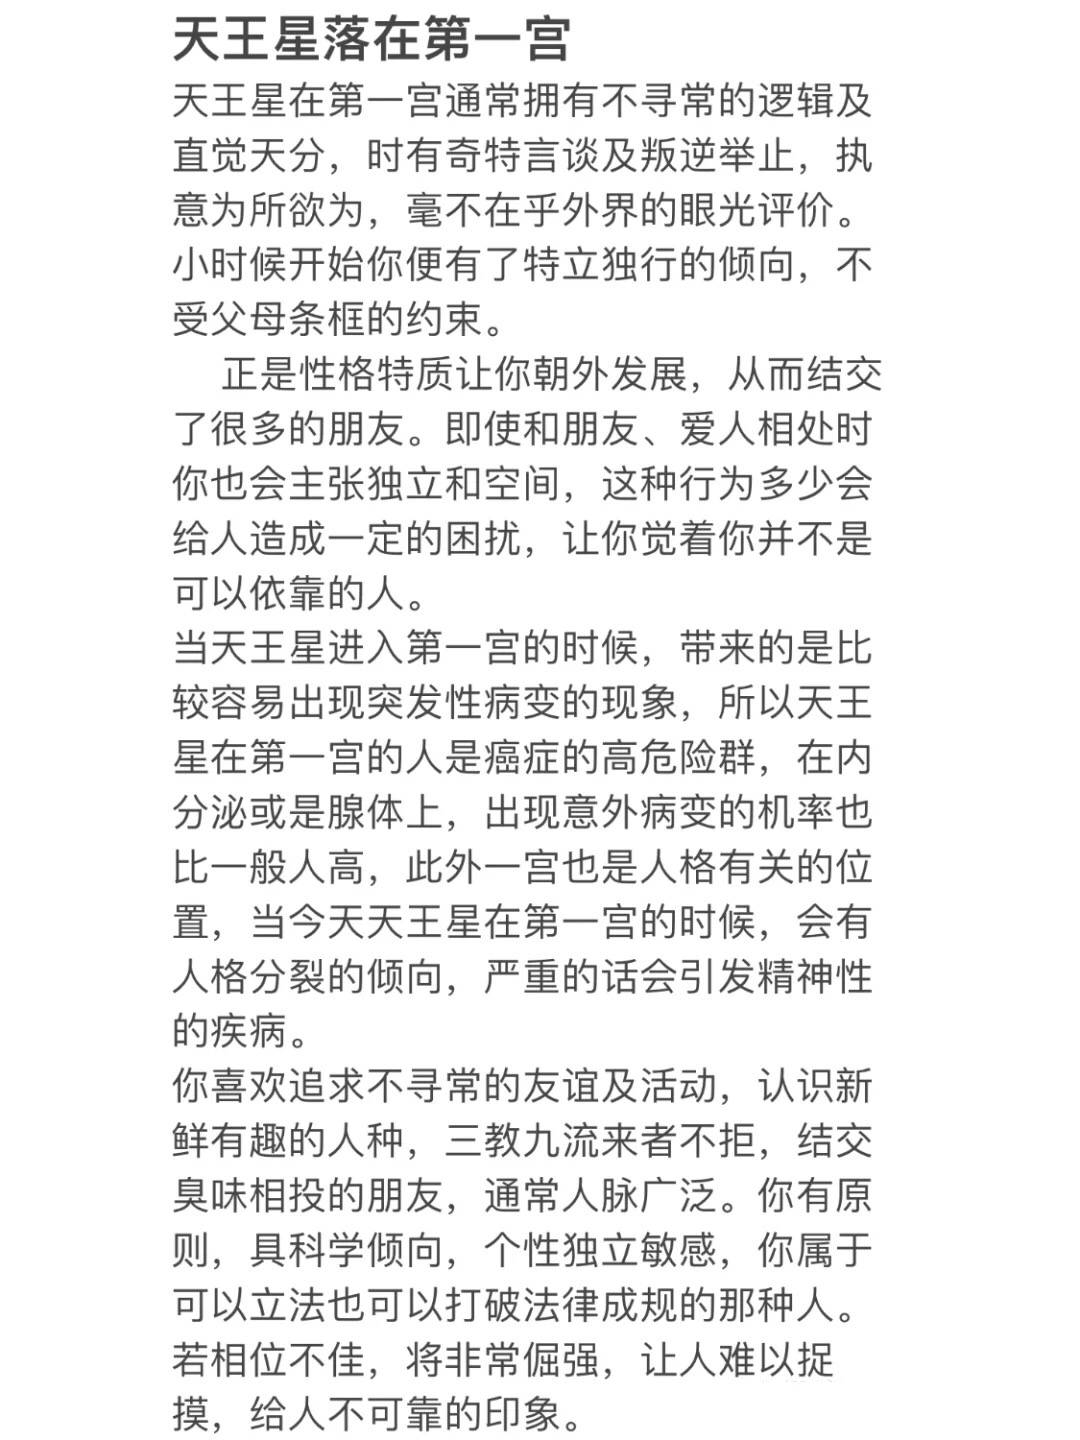 天王星落在第一宫
天王星在第一宫通常拥有不寻常的逻辑及
直觉天分，时有奇特言谈及叛逆举止，执
意为所欲为，毫不在乎外界的眼光评价。
小时候开始你便有了特立独行的倾向，不
受父母条框的约束。
正是性格特质让你朝外发展，从而结交
了很多的朋友。即使和朋友、爱人相处时
你也会主张独立和空间，这种行为多少会
给人造成一定的困扰，让你觉着你并不是
可以依靠的人。
当天王星进入第一宫的时候，带来的是比
较容易出现突发性病变的现象，所以天王
星在第一宫的人是癌症的高危险群，在内
分泌或是腺体上，出现意外病变的机率也
比一般人高，此外一宫也是人格有关的位
置，当今天天王星在第一宫的时候，会有
人格分裂的倾向，严重的话会引发精神性
的疾病。
你喜欢追求不寻常的友谊及活动，认识新
鲜有趣的人种，三教九流来者不拒，结交
臭味相投的朋友，通常人脉广泛。你有原
则，具科学倾向，个性独立敏感，你属于
可以立法也可以打破法律成规的那种人。
若相位不佳，将非常倔强，让人难以捉
摸，给人不可靠的印象。